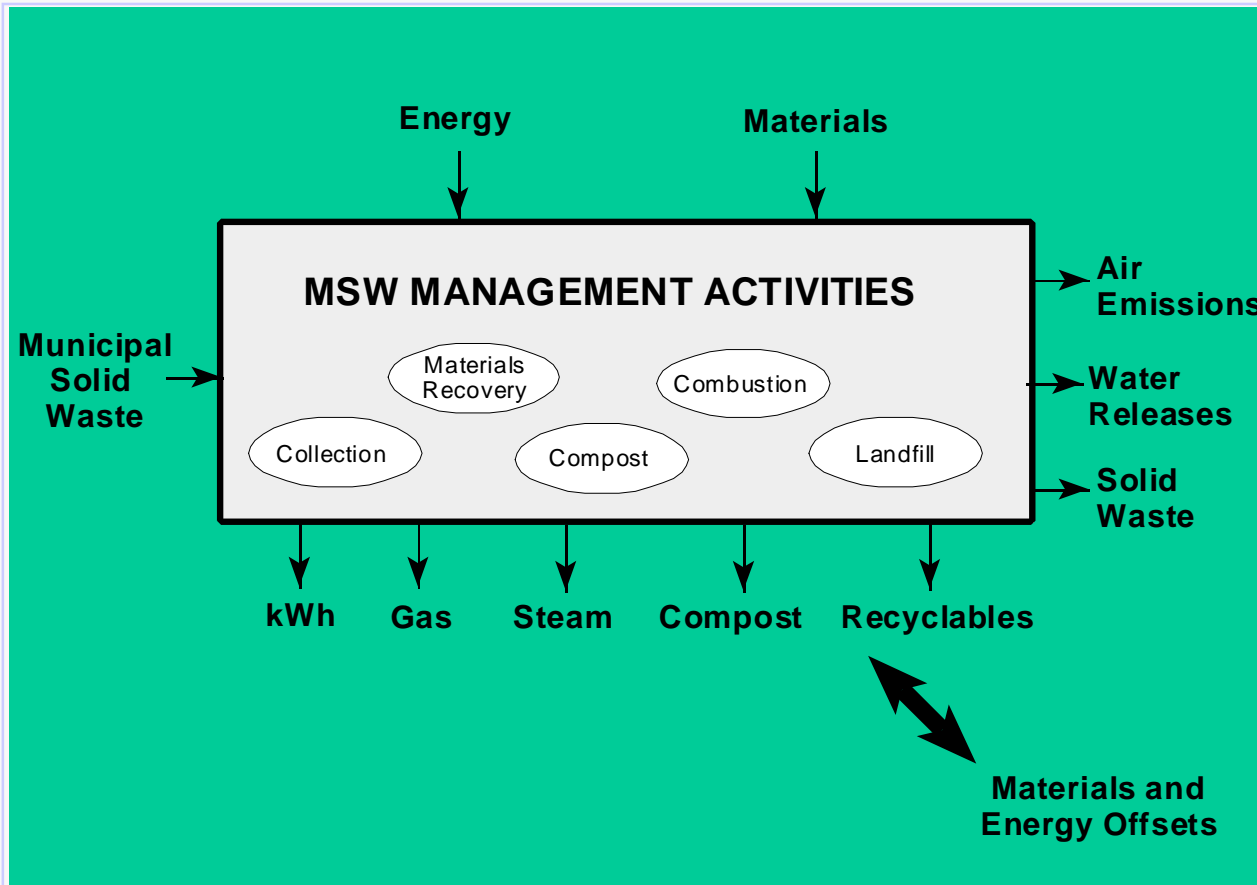 Energy
Materials
MSW MANAGEMENT ACTIVITIES
Municipal
Solid
Waste
Materials
Recovery
Combustion
Collection
Compost
Landfill
Air
Emissions
Water
Releases
Solid
Waste
kWh
Gas
Steam
Compost
Recyclables
Materials and
Energy Offsets